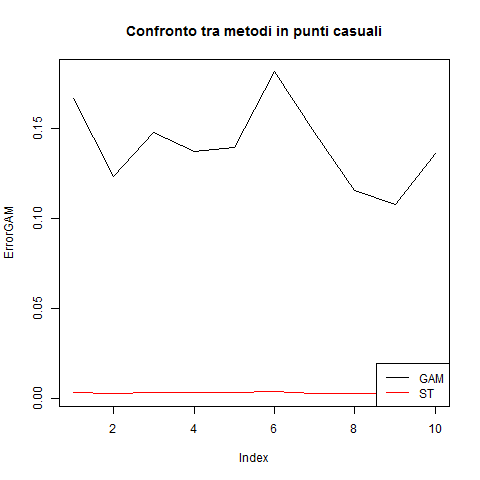 Confronto tra metodi in punti casuali
ErrorGAM
0.15
0.10
0.05
0.00
GAM
ST
2 4 6 8 10
Index